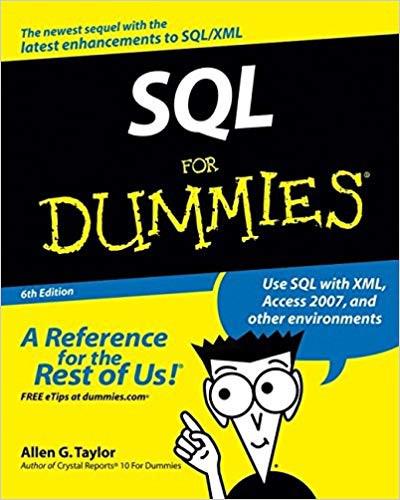 The newest sequel with the
latest enhancements to SQL/XML
SQL
FOR
DUMMIES®
6th Edition
Use SQL with XML,
Access 2007, and
other environments
A Reference
for the
Rest of Us!®
FREE eTips at dummies.com®
Allen G. Taylor
Author of Crystal Reports® 10 For Dummies